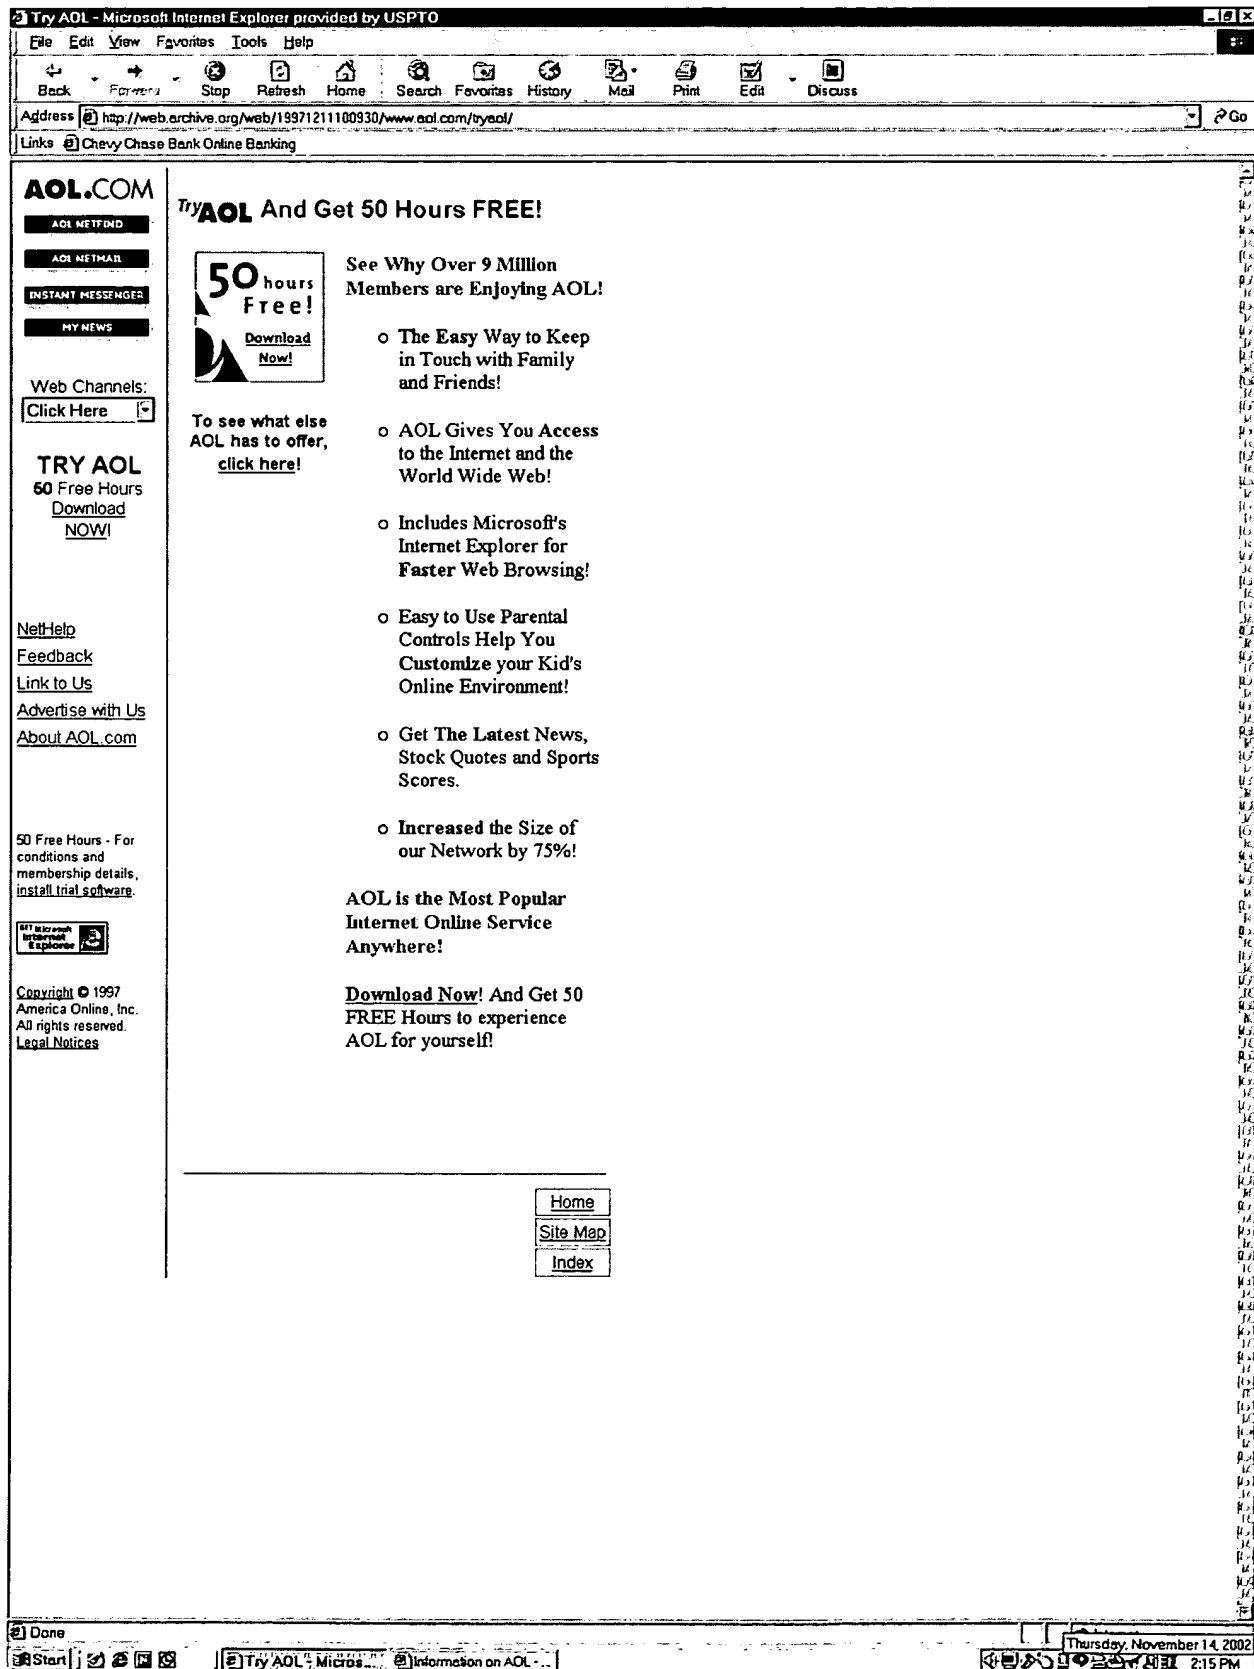 Try AOL - Microsoft Internet Explorer provided by USPTO
File Edit View Favorites Tools Help
Back Forward Stop Refresh Home Search Favorites History Mail Print Edit Discuss
Address http://web.archive.org/web/19971211100930/www.aol.com/tryaol/ Go
Links Chevy Chase Bank Online Banking
AOL.COM
AOL NETFIND
AOL NETMAIL
INSTANT MESSENGER
MY NEWS
Web Channels:
Click Here
TRY AOL
50 Free Hours
Download
NOW!
NetHelp
Feedback
Link to Us
Advertise with Us
About AOL.com
50 Free Hours - For
conditions and
membership details,
install trial software.
GET Microsoft
Internet
Explorer
Copyright © 1997
America Online, Inc.
All rights reserved.
Legal Notices
Try AOL And Get 50 Hours FREE!
50 hours
Free!
Download
Now!
To see what else
AOL has to offer,
click here!
See Why Over 9 Million
Members are Enjoying AOL!
o The Easy Way to Keep
in Touch with Family
and Friends!
o AOL Gives You Access
to the Internet and the
World Wide Web!
o Includes Microsoft's
Internet Explorer for
Faster Web Browsing!
o Easy to Use Parental
Controls Help You
Customize your Kid's
Online Environment!
o Get The Latest News,
Stock Quotes and Sports
Scores.
o Increased the Size of
our Network by 75%!
AOL is the Most Popular
Internet Online Service
Anywhere!
Download Now! And Get 50
FREE Hours to experience
AOL for yourself!
Home
Site Map
Index
Done
Thursday, November 14, 2002
Start Try AOL - Micros... Information on AOL -... 2:15 PM